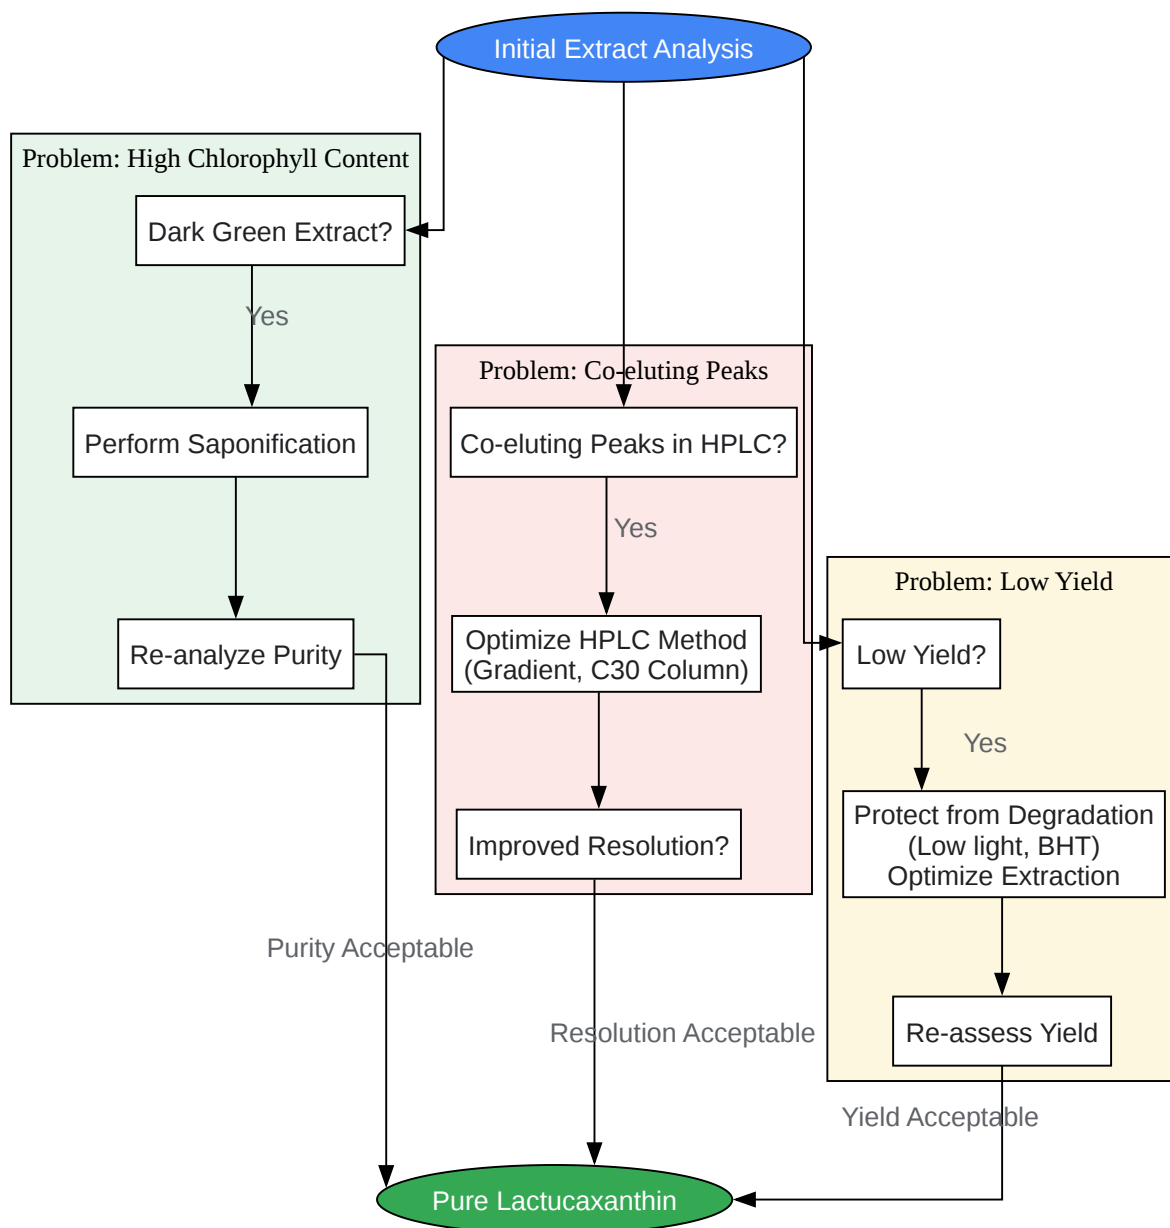 Initial Extract Analysis
Problem: High Chlorophyll Content
Dark Green Extract?
Yes
Perform Saponification
Re-analyze Purity
Purity Acceptable
Problem: Co-eluting Peaks
Co-eluting Peaks in HPLC?
Yes
Optimize HPLC Method
(Gradient, C30 Column)
Improved Resolution?
Resolution Acceptable
Problem: Low Yield
Low Yield?
Yes
Protect from Degradation
(Low light, BHT)
Optimize Extraction
Re-assess Yield
Yield Acceptable
Pure Lactucaxanthin